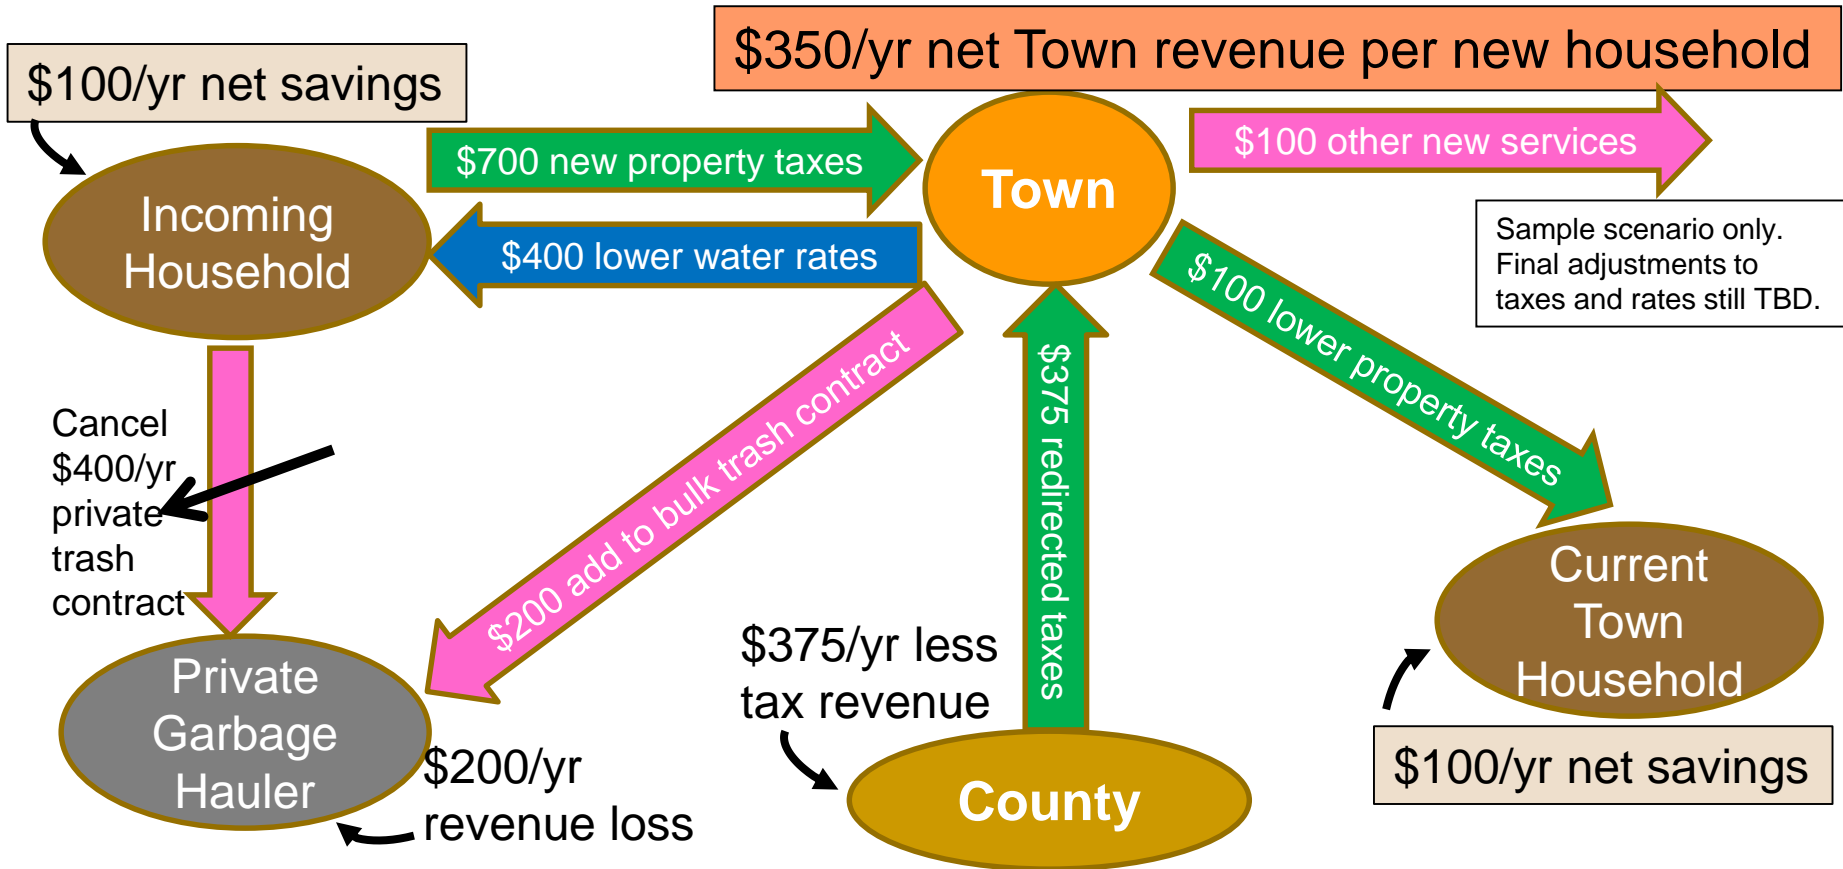 $350/yr net Town revenue per new household
$100/yr net savings
$700 new property taxes
Town
$100 other new services
Incoming
Household
$400 lower water rates
Sample scenario only.
Final adjustments to
taxes and rates still TBD.
$100 lower property taxes
$375 redirected taxes
$200 add to bulk trash contract
Cancel
$400/yr
private
trash
contract
Current
Town
Household
Private
Garbage
Hauler
$375/yr less
tax revenue
$200/yr
revenue loss
County
$100/yr net savings